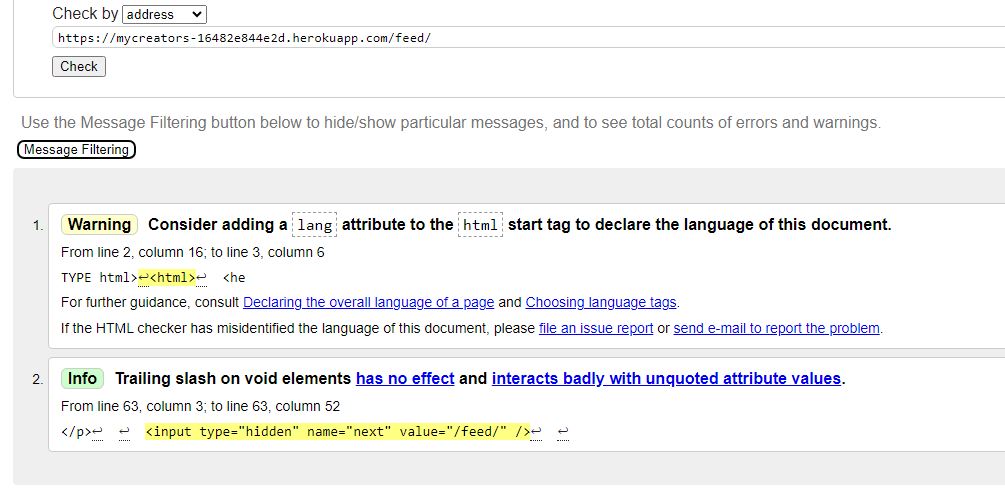 Check by address
https://mycreators-16482e844e2d.herokuapp.com/feed/
Check
Use the Message Filtering button below to hide/show particular messages, and to see total counts of errors and warnings.
Message Filtering
1. Warning Consider adding a lang attribute to the html start tag to declare the language of this document.
From line 2, column 16; to line 3, column 6
TYPE html>↩<html>↩ <he
For further guidance, consult Declaring the overall language of a page and Choosing language tags.
If the HTML checker has misidentified the language of this document, please file an issue report or send e-mail to report the problem.
2. Info Trailing slash on void elements has no effect and interacts badly with unquoted attribute values.
From line 63, column 3; to line 63, column 52
</p>↩ ↩ <input type="hidden" name="next" value="/feed/" />↩ ↩